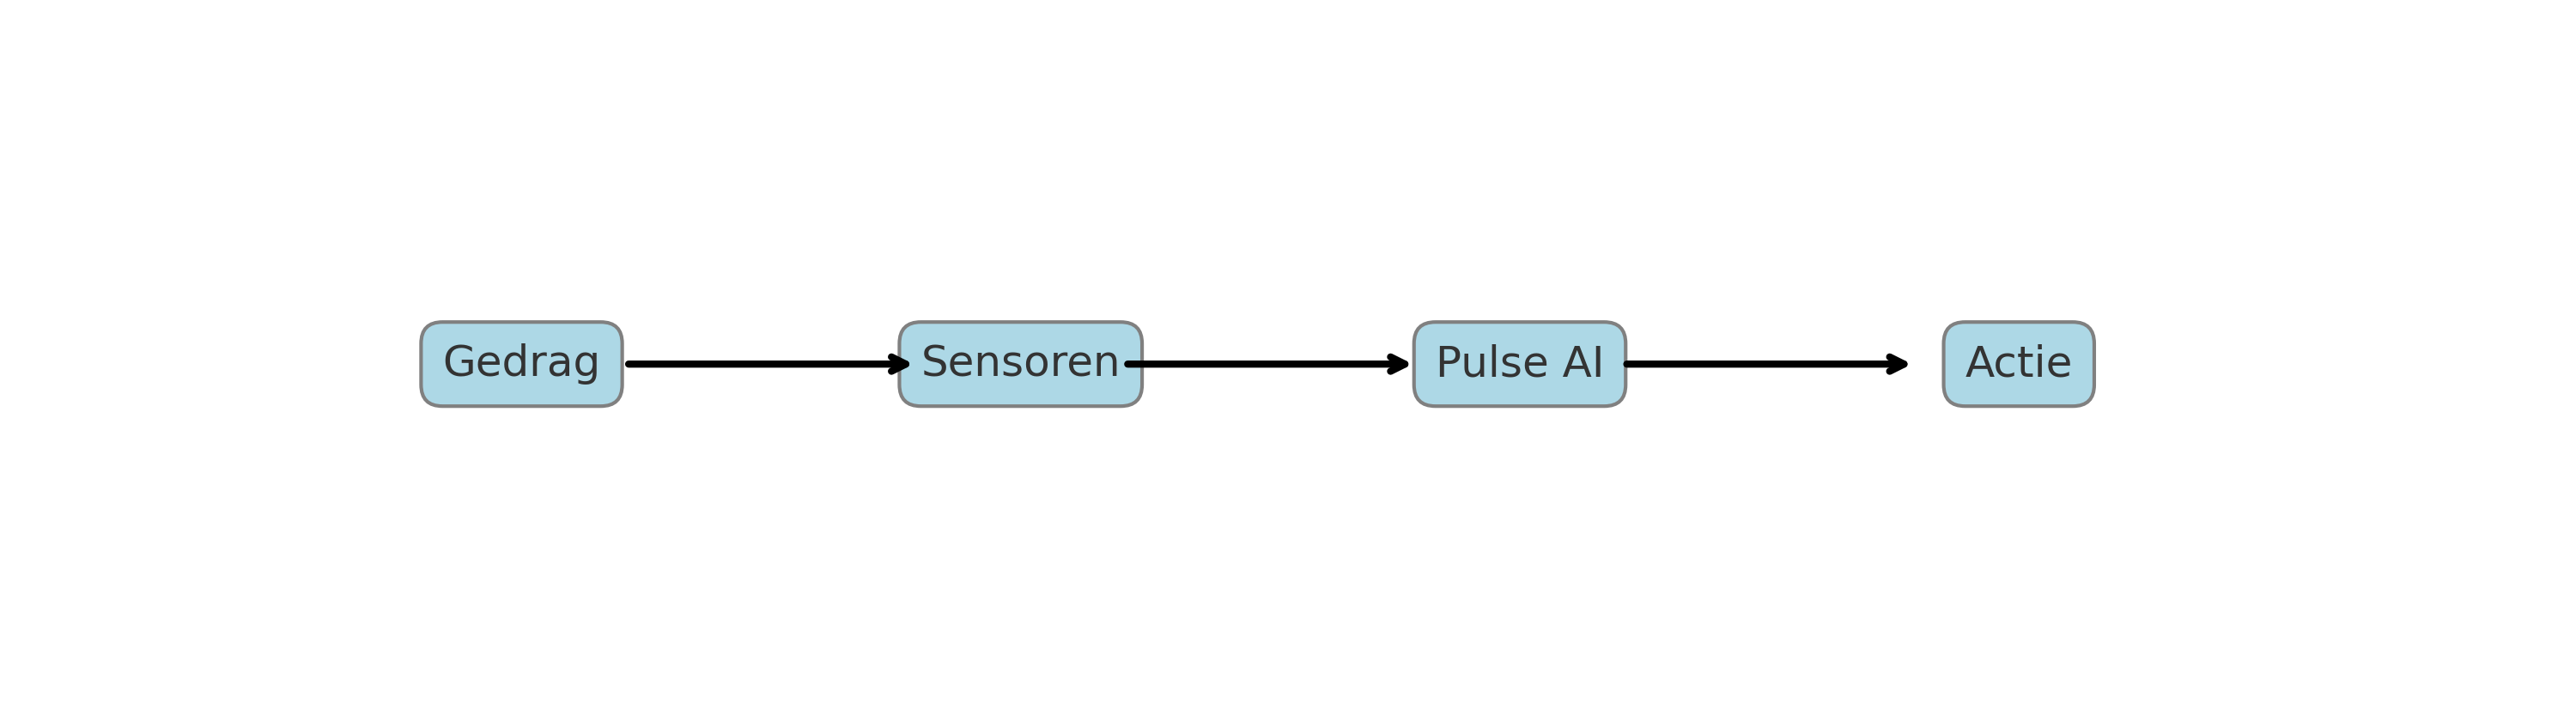 Gedrag
Sensoren
Pulse AI
Actie